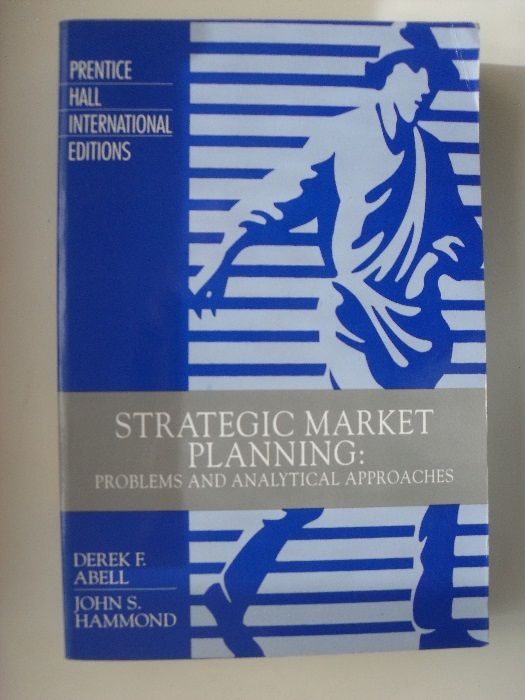 PRENTICE
HALL
INTERNATIONAL
EDITIONS
STRATEGIC MARKET
PLANNING:
PROBLEMS AND ANALYTICAL APPROACHES
DEREK F.
ABELL
JOHN S.
HAMMOND